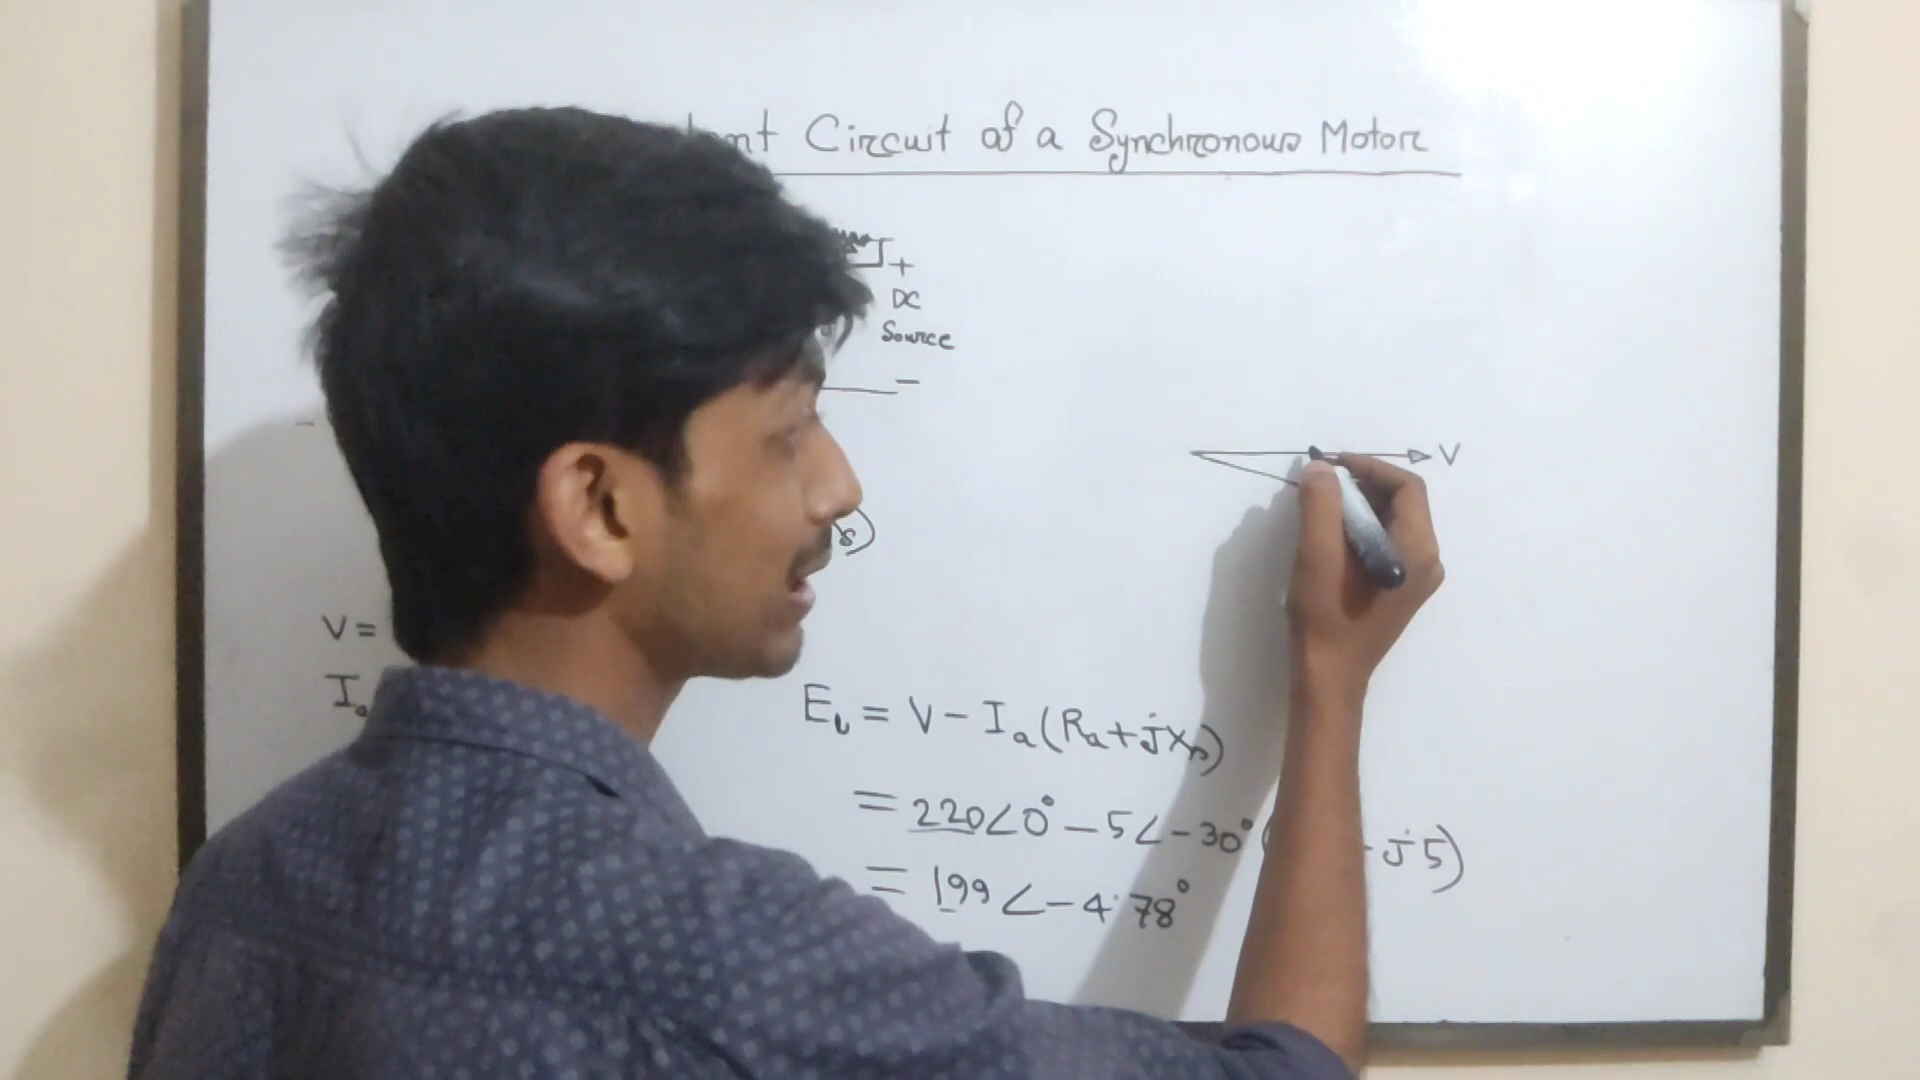 Circuit of a Synchronous Motor
+
DC
Source
-
V
V =
Ia
Eb = V - Ia (Ra + jXs)
= 220∠0° - 5∠-30° ( j5)
= 199∠-4.78°